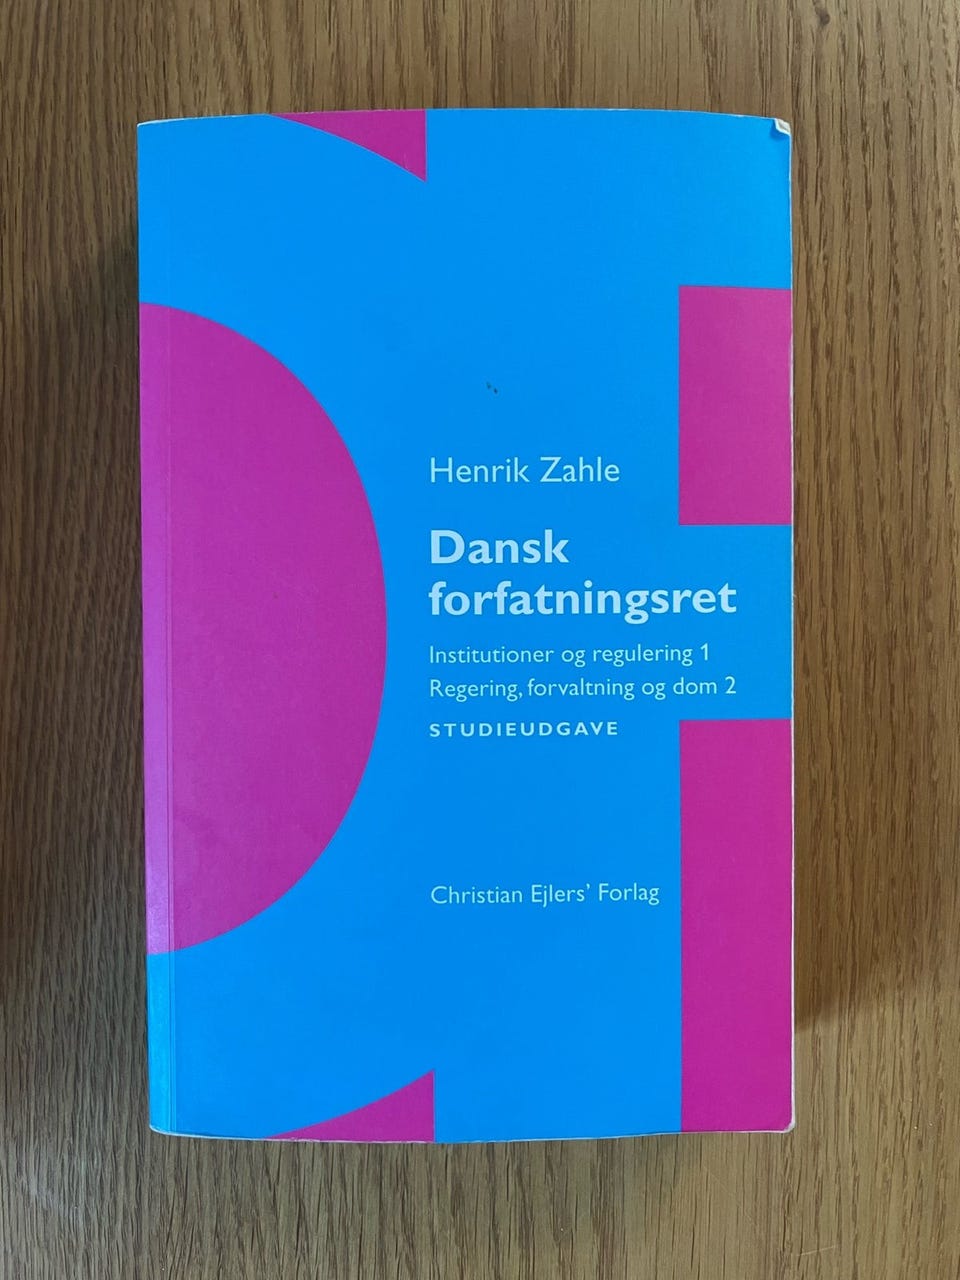 Henrik Zahle
Dansk
forfatningsret
Institutioner og regulering 1
Regering, forvaltning og dom 2
STUDIEUDGAVE
Christian Ejlers’ Forlag